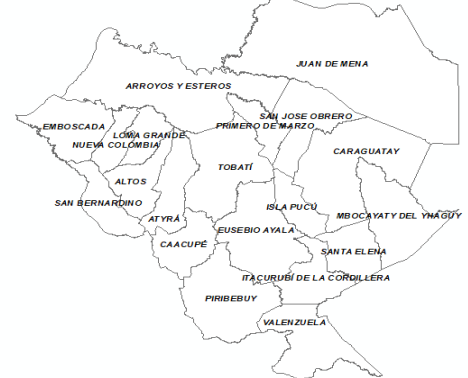 JUAN DE MENA
ARROYOS Y ESTEROS
SAN JOSE OBRERO
EMBOSCADA
PRIMERO DE MARZO
LOMA GRANDE
NUEVA COLOMBIA
CARAGUATAY
TOBATÍ
ALTOS
SAN BERNARDINO
ISLA PUCÚ
MBOCAYATY DEL YHAGUY
ATYRÁ
EUSEBIO AYALA
CAACUPÉ
SANTA ELENA
ITACURUBÍ DE LA CORDILLERA
PIRIBEBUY
VALENZUELA